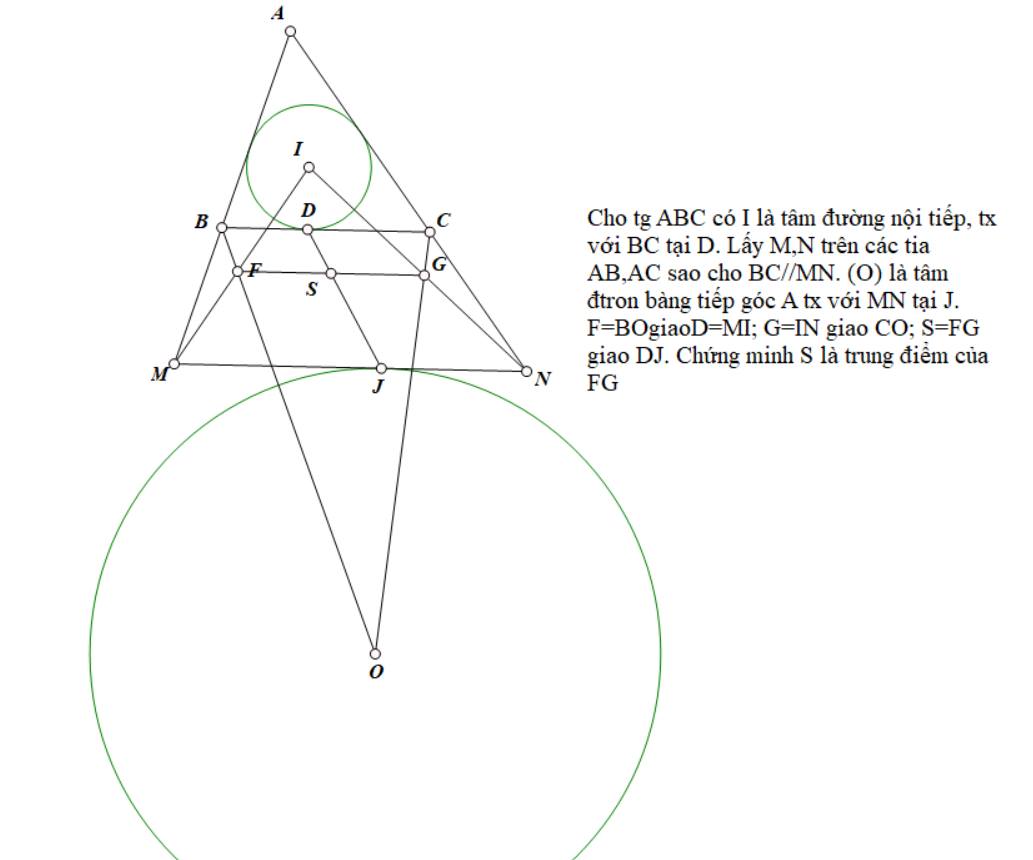 A
I
B
D
C
F
S
G
M
J
N
O
Cho tg ABC có I là tâm đường nội tiếp, tx
với BC tại D. Lấy M,N trên các tia
AB,AC sao cho BC//MN. (O) là tâm
đtron bàng tiếp góc A tx với MN tại J.
F=BOgiaoD=MI; G=IN giao CO; S=FG
giao DJ. Chứng minh S là trung điểm của
FG